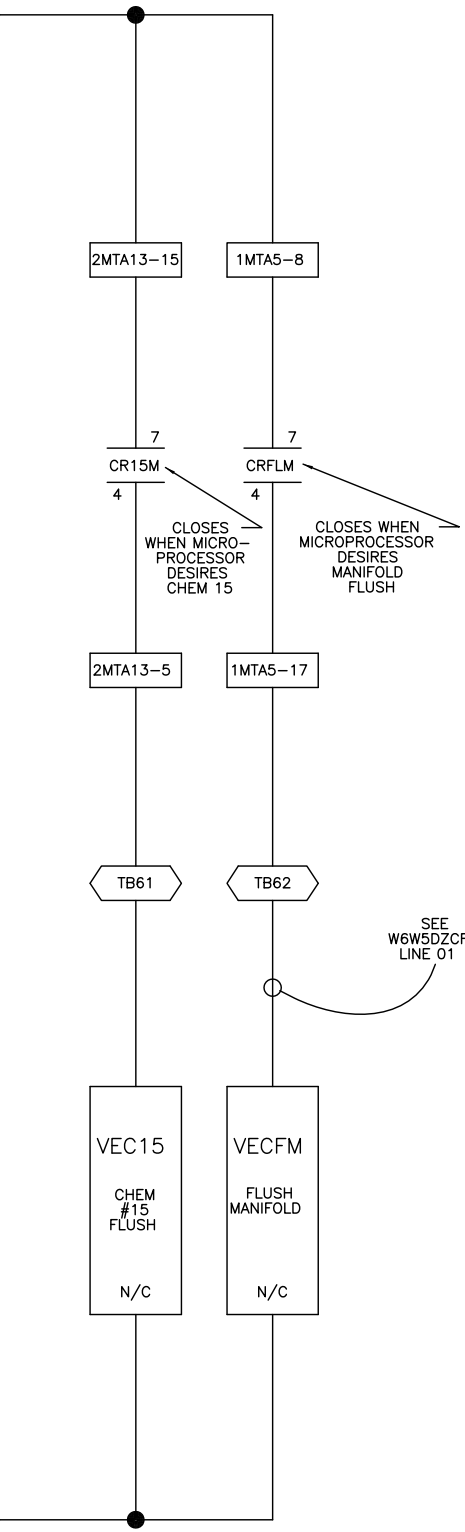 2MTA13-15
1MTA5-8
7
CR15M
4
7
CRFLM
4
CLOSES
WHEN MICRO-
PROCESSOR
DESIRES
CHEM 15
CLOSES WHEN
MICROPROCESSOR
DESIRES
MANIFOLD
FLUSH
2MTA13-5
1MTA5-17
TB61
TB62
SEE
LINE 01
VEC15
CHEM
#15
FLUSH
N/C
VECFM
FLUSH
MANIFOLD
N/C